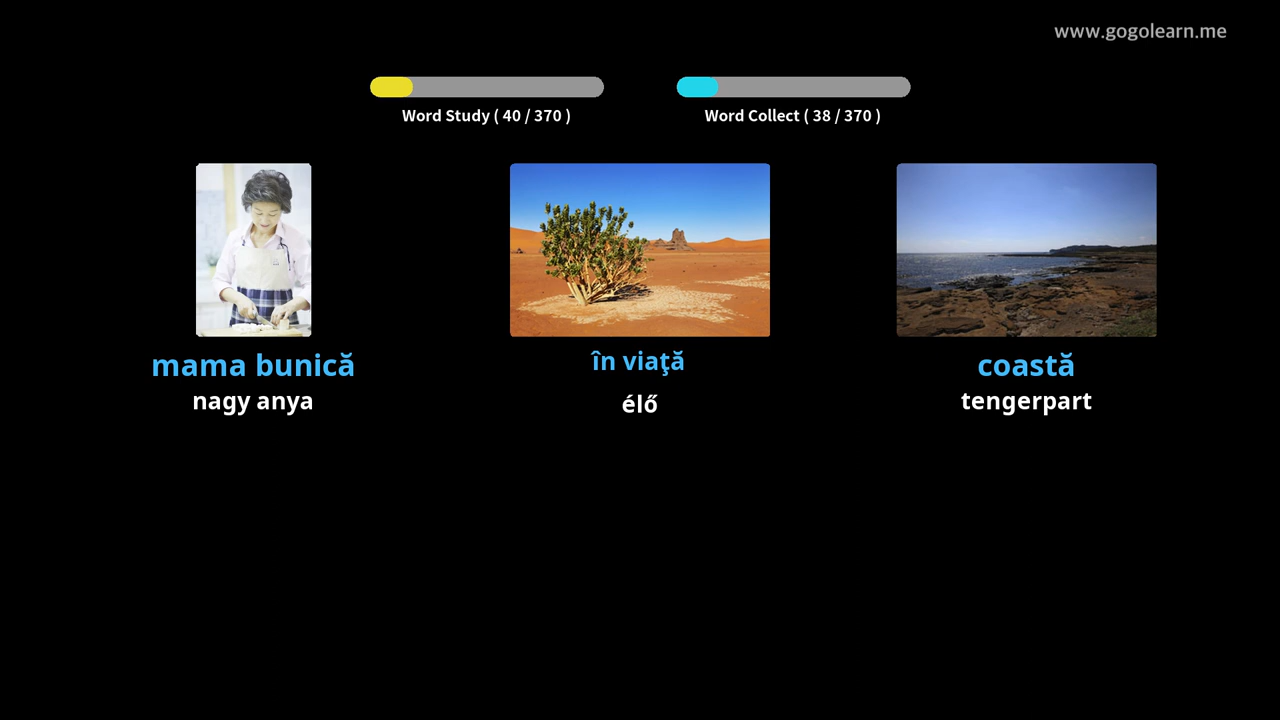 www.gogolearn.me
Word Study ( 40 / 370 )
Word Collect ( 38 / 370 )
mama bunică
nagy anya
în viaţă
élő
coastă
tengerpart